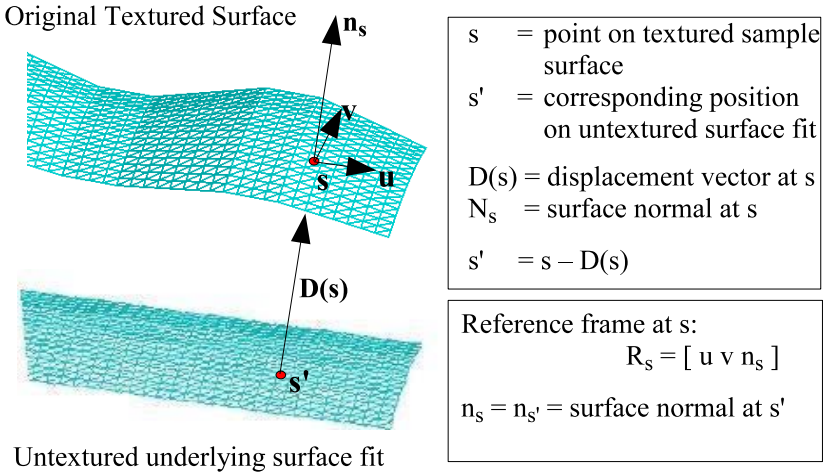 Original Textured Surface
n_s
v
s
u
D(s)
s'
Untextured underlying surface fit
s = point on textured sample
surface
s' = corresponding position
on untextured surface fit
D(s) = displacement vector at s
N_s = surface normal at s
s' = s – D(s)
Reference frame at s:
R_s = [ u v n_s ]
n_s = n_s' = surface normal at s'